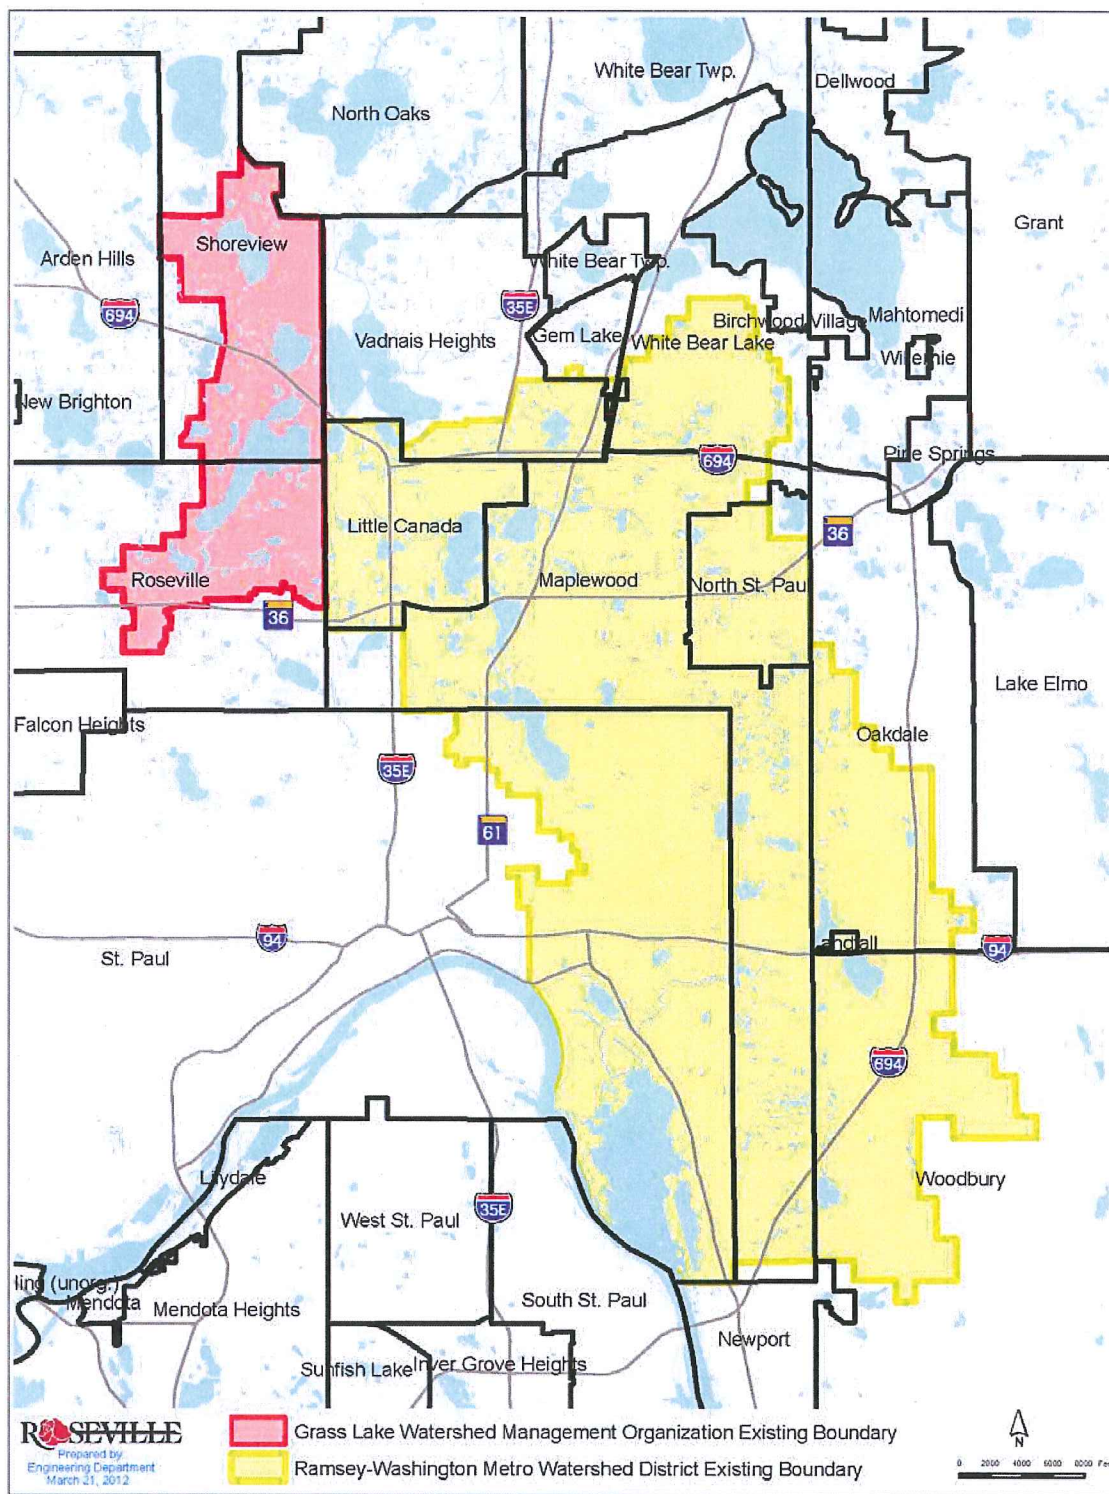 White Bear Twp.
Dellwood
North Oaks
Grant
Shoreview
Arden Hills
White Bear Twp.
694
35E
Mahtomedi
Birchwood Village
Vadnais Heights
Gem Lake
White Bear Lake
Willernie
New Brighton
Pine Springs
694
Little Canada
36
Roseville
Maplewood
North St. Paul
36
Lake Elmo
Falcon Heights
Oakdale
35E
61
94
andfall
94
St. Paul
694
Lilydale
Woodbury
35E
West St. Paul
ling (unorg.)
Mendota
Mendota Heights
South St. Paul
Newport
Sunfish Lake
Inver Grove Heights
ROSEVILLE
Prepared by
Engineering Department
March 21, 2012
Grass Lake Watershed Management Organization Existing Boundary
Ramsey-Washington Metro Watershed District Existing Boundary
N
0 2000 4000 6000 8000 Fee